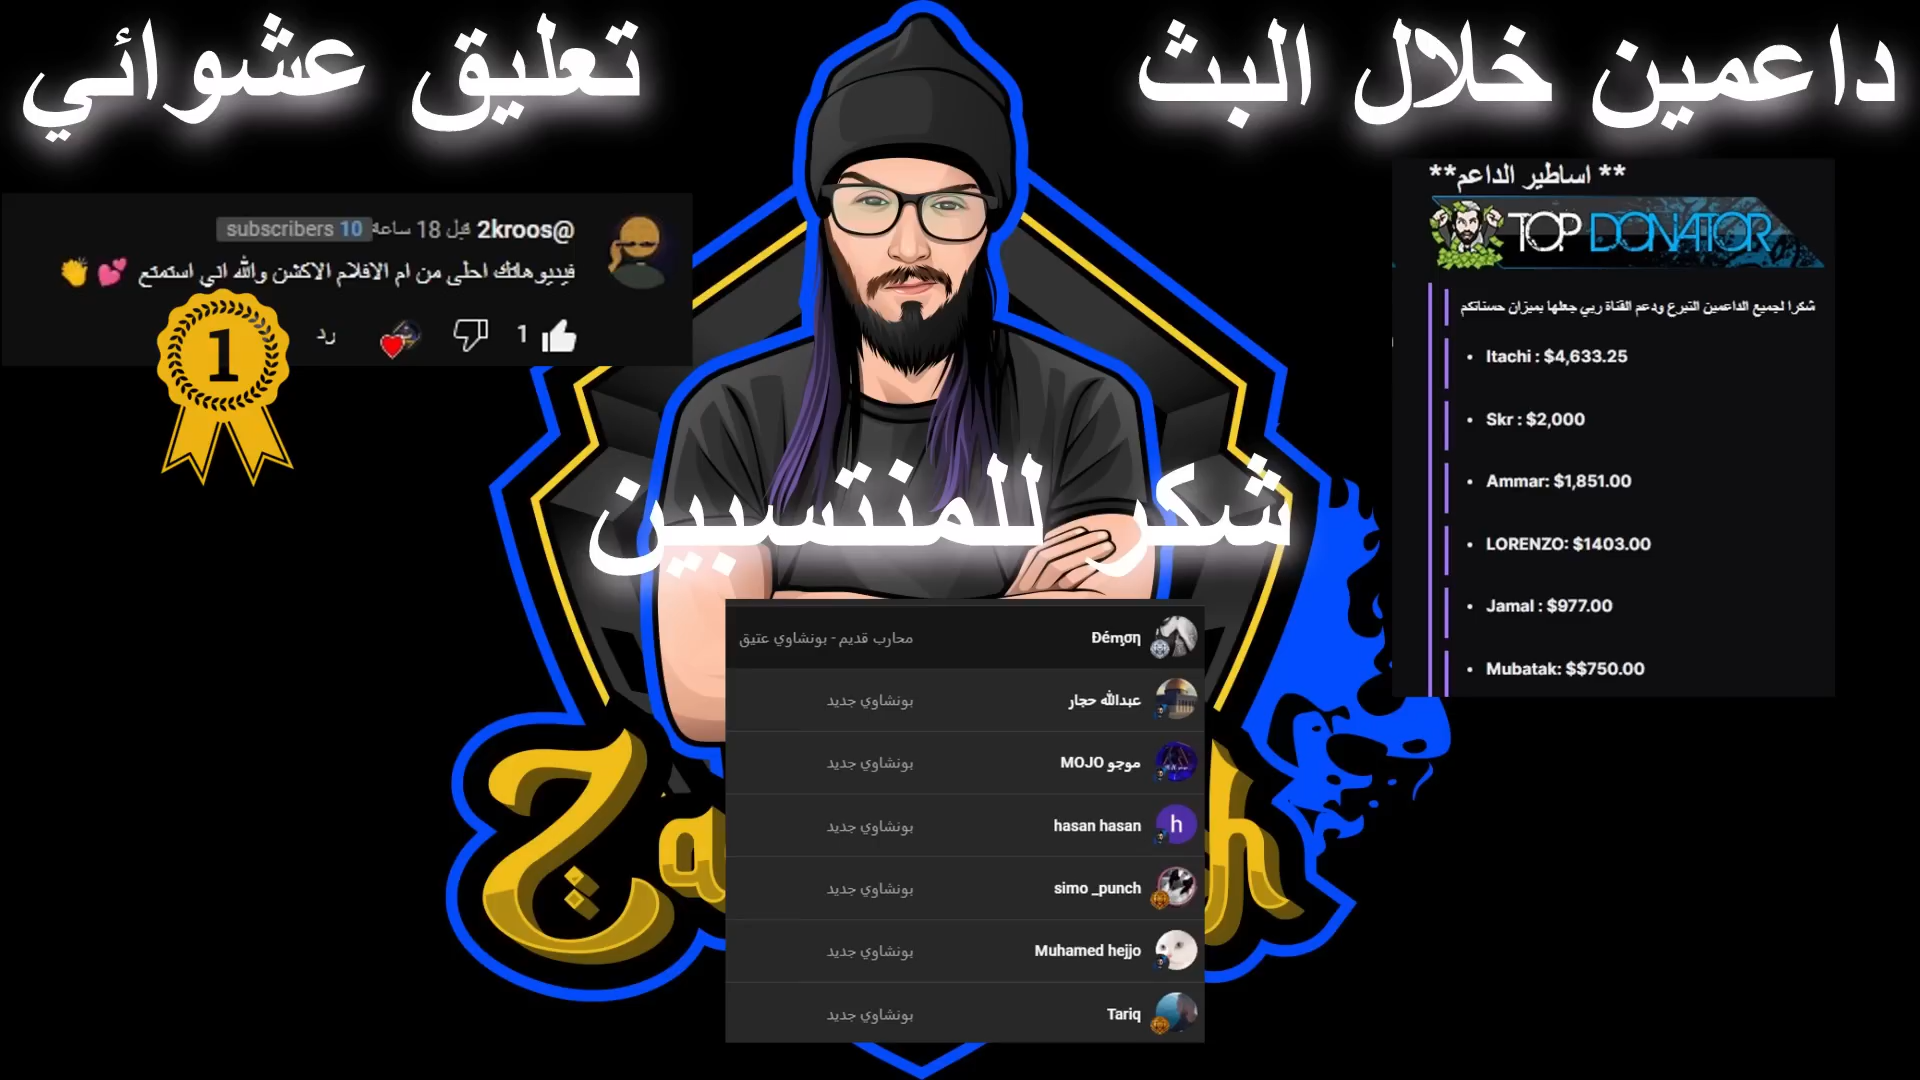 داعمين خلال البث
تعليق عشوائي
** اساطير الداعم**
TOP DONATOR
شكرا لجميع الداعمين التبرع ودعم القناة ربي جعلها بميزان حسناتكم
• Itachi : $4,633.25
• Skr : $2,000
• Ammar: $1,851.00
• LORENZO: $1403.00
• Jamal : $977.00
• Mubatak: $$750.00
@2kroos قبل 18 ساعة 10 subscribers
فيديوهاتك احلى من ام الافلام الاكشن والله اني استمتع 💕 👏
1 رد
1
شكر للمنتسبين
Ðémση محارب قديم - بونشاوي عتيق
عبدالله حجار بونشاوي جديد
موجو MOJO بونشاوي جديد
h hasan hasan بونشاوي جديد
simo _punch بونشاوي جديد
Muhamed hejjo بونشاوي جديد
Tariq بونشاوي جديد